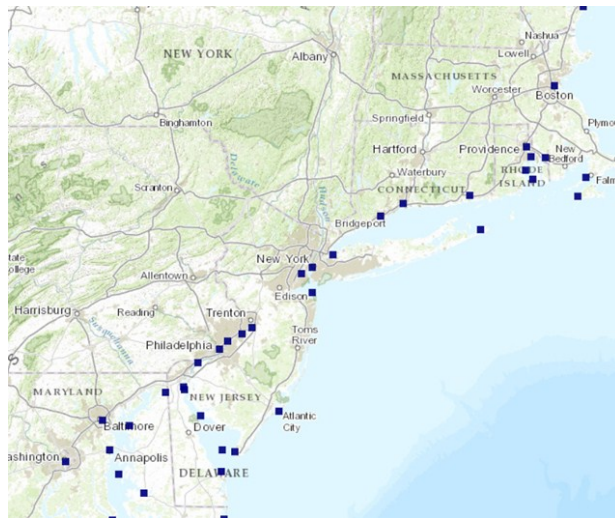 Nashua
NEW YORK
Lowell
Albany
MASSACHUSETTS
Worcester
Boston
Binghamton
Springfield
Plymo
Hartford
Providence
New
Bedford
Delaware
RHODE
ISLAND
Falm
Scranton
Waterbury
CONNECTICUT
Hudson
Bridgeport
New York
State
College
Allentown
Edison
Harrisburg
Reading
Trenton
Susquehanna
Toms
River
Philadelphia
MARYLAND
NEW JERSEY
Atlantic
City
Baltimore
Dover
ashington
Annapolis
DELAWARE